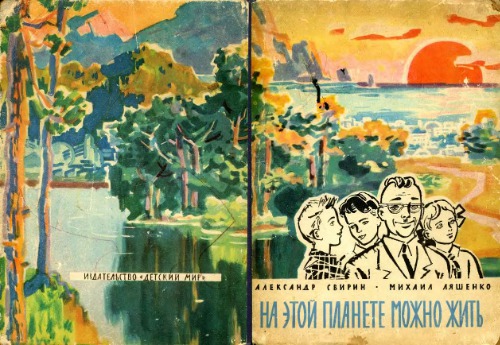 ИЗДАТЕЛЬСТВО «ДЕТСКИЙ МИР»
АЛЕКСАНДР СВИРИН · МИХАИЛ ЛЯШЕНКО
НА ЭТОЙ ПЛАНЕТЕ МОЖНО ЖИТЬ